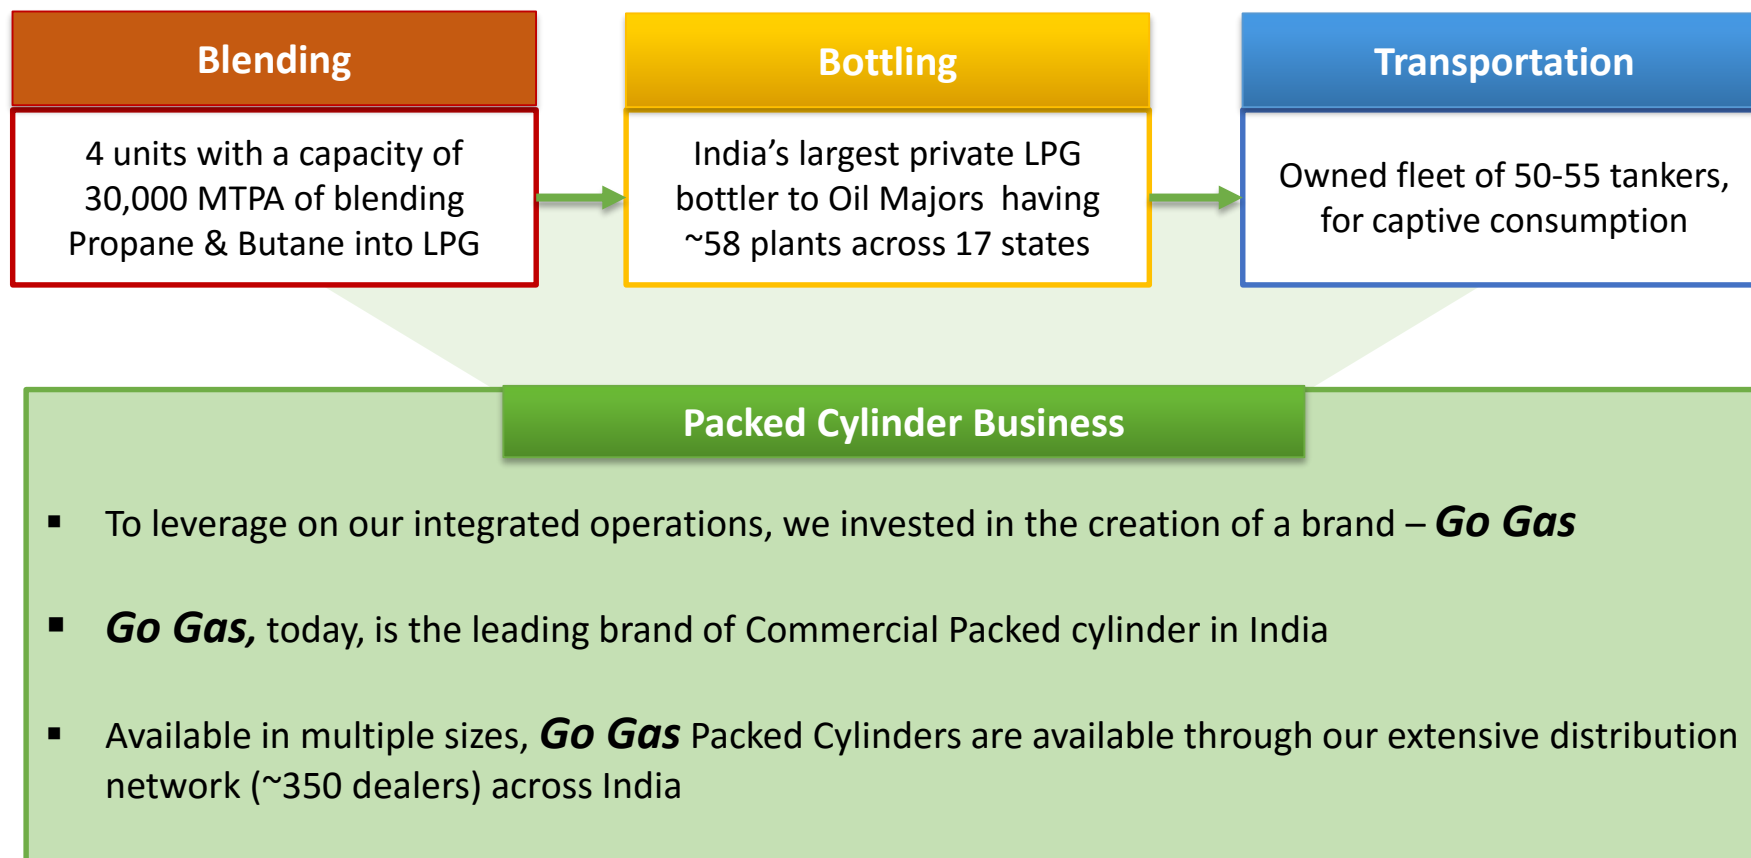 Blending
4 units with a capacity of
30,000 MTPA of blending
Propane & Butane into LPG
Bottling
India’s largest private LPG
bottler to Oil Majors  having
~58 plants across 17 states
Transportation
Owned fleet of 50-55 tankers,
for captive consumption
Packed Cylinder Business
▪ To leverage on our integrated operations, we invested in the creation of a brand – Go Gas
▪ Go Gas, today, is the leading brand of Commercial Packed cylinder in India
▪ Available in multiple sizes, Go Gas Packed Cylinders are available through our extensive distribution
network (~350 dealers) across India